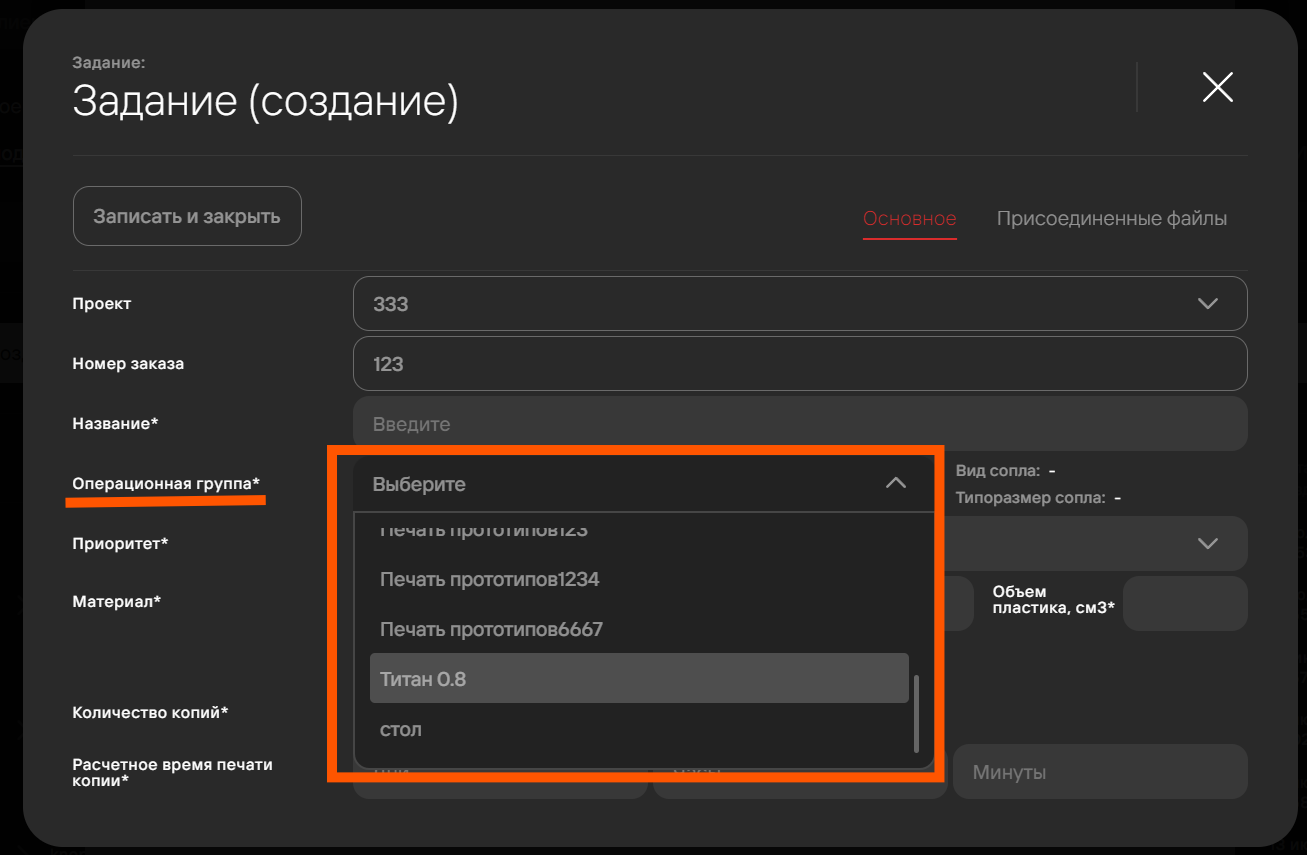 Задание:
Задание (создание)
Записать и закрыть
Основное
Присоединенные файлы
Проект
333
Номер заказа
123
Название*
Введите
Операционная группа*
Выберите
Вид сопла: -
Типоразмер сопла: -
Печать прототипов123
Приоритет*
Печать прототипов1234
Материал*
Объем
пластика, см3*
Печать прототипов6667
Титан 0.8
Количество копий*
стол
Расчетное время печати
копии*
Минуты